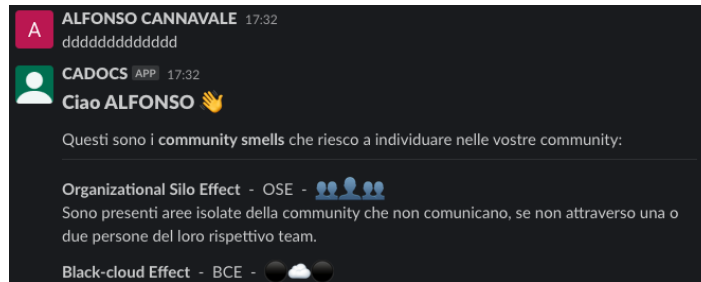 A
ALFONSO CANNAVALE 17:32
ddddddddddddd
CADOCS APP 17:32
Ciao ALFONSO 👋
Questi sono i community smells che riesco a individuare nelle vostre community:
Organizational Silo Effect - OSE - 👥👤👥
Sono presenti aree isolate della community che non comunicano, se non attraverso una o
due persone del loro rispettivo team.
Black-cloud Effect - BCE - ⚫☁️⚫